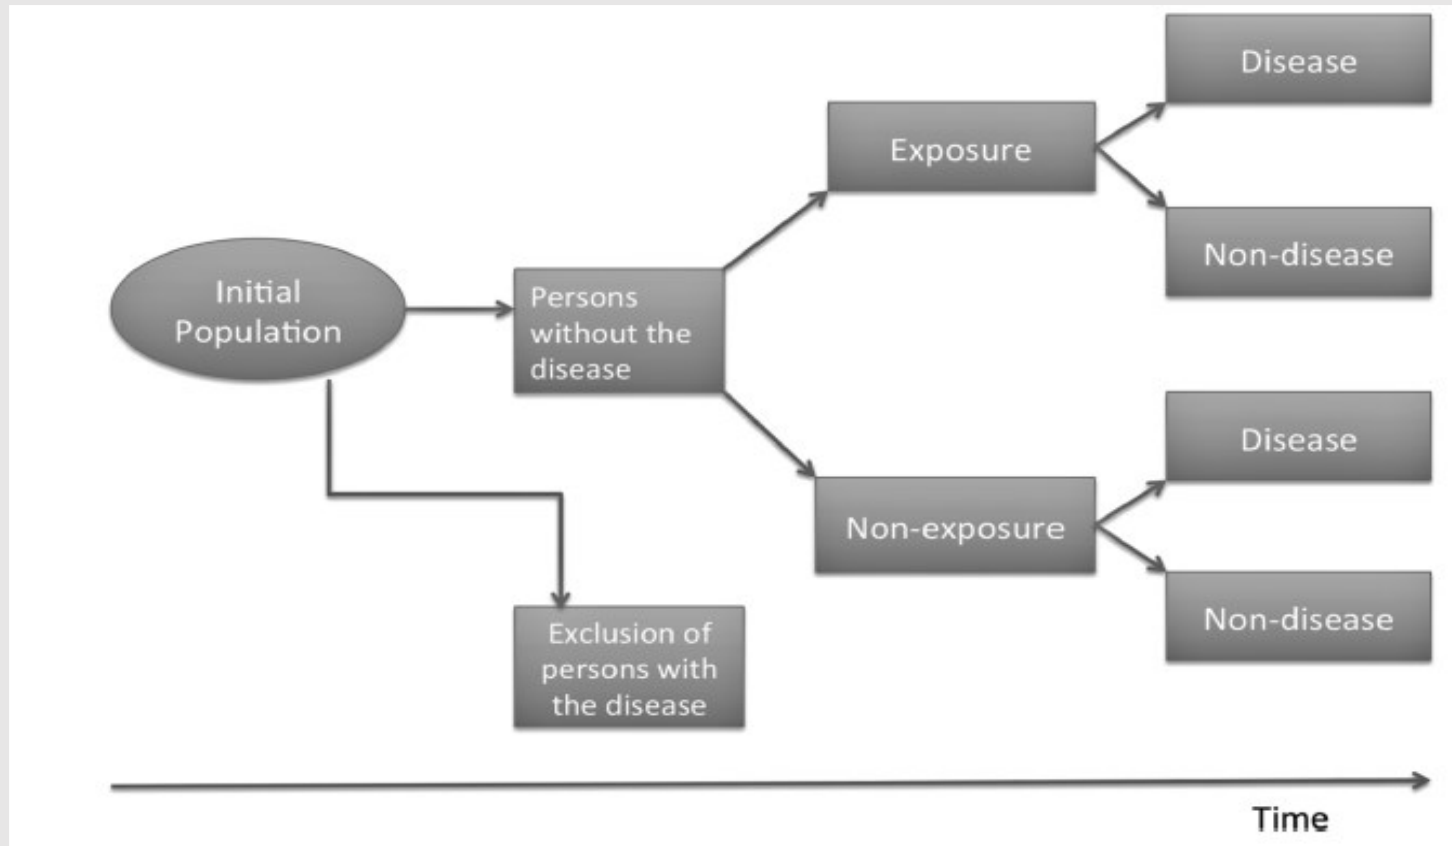 Disease
Exposure
Non-disease
Initial
Population
Persons
without the
disease
Disease
Non-exposure
Non-disease
Exclusion of
persons with
the disease
Time